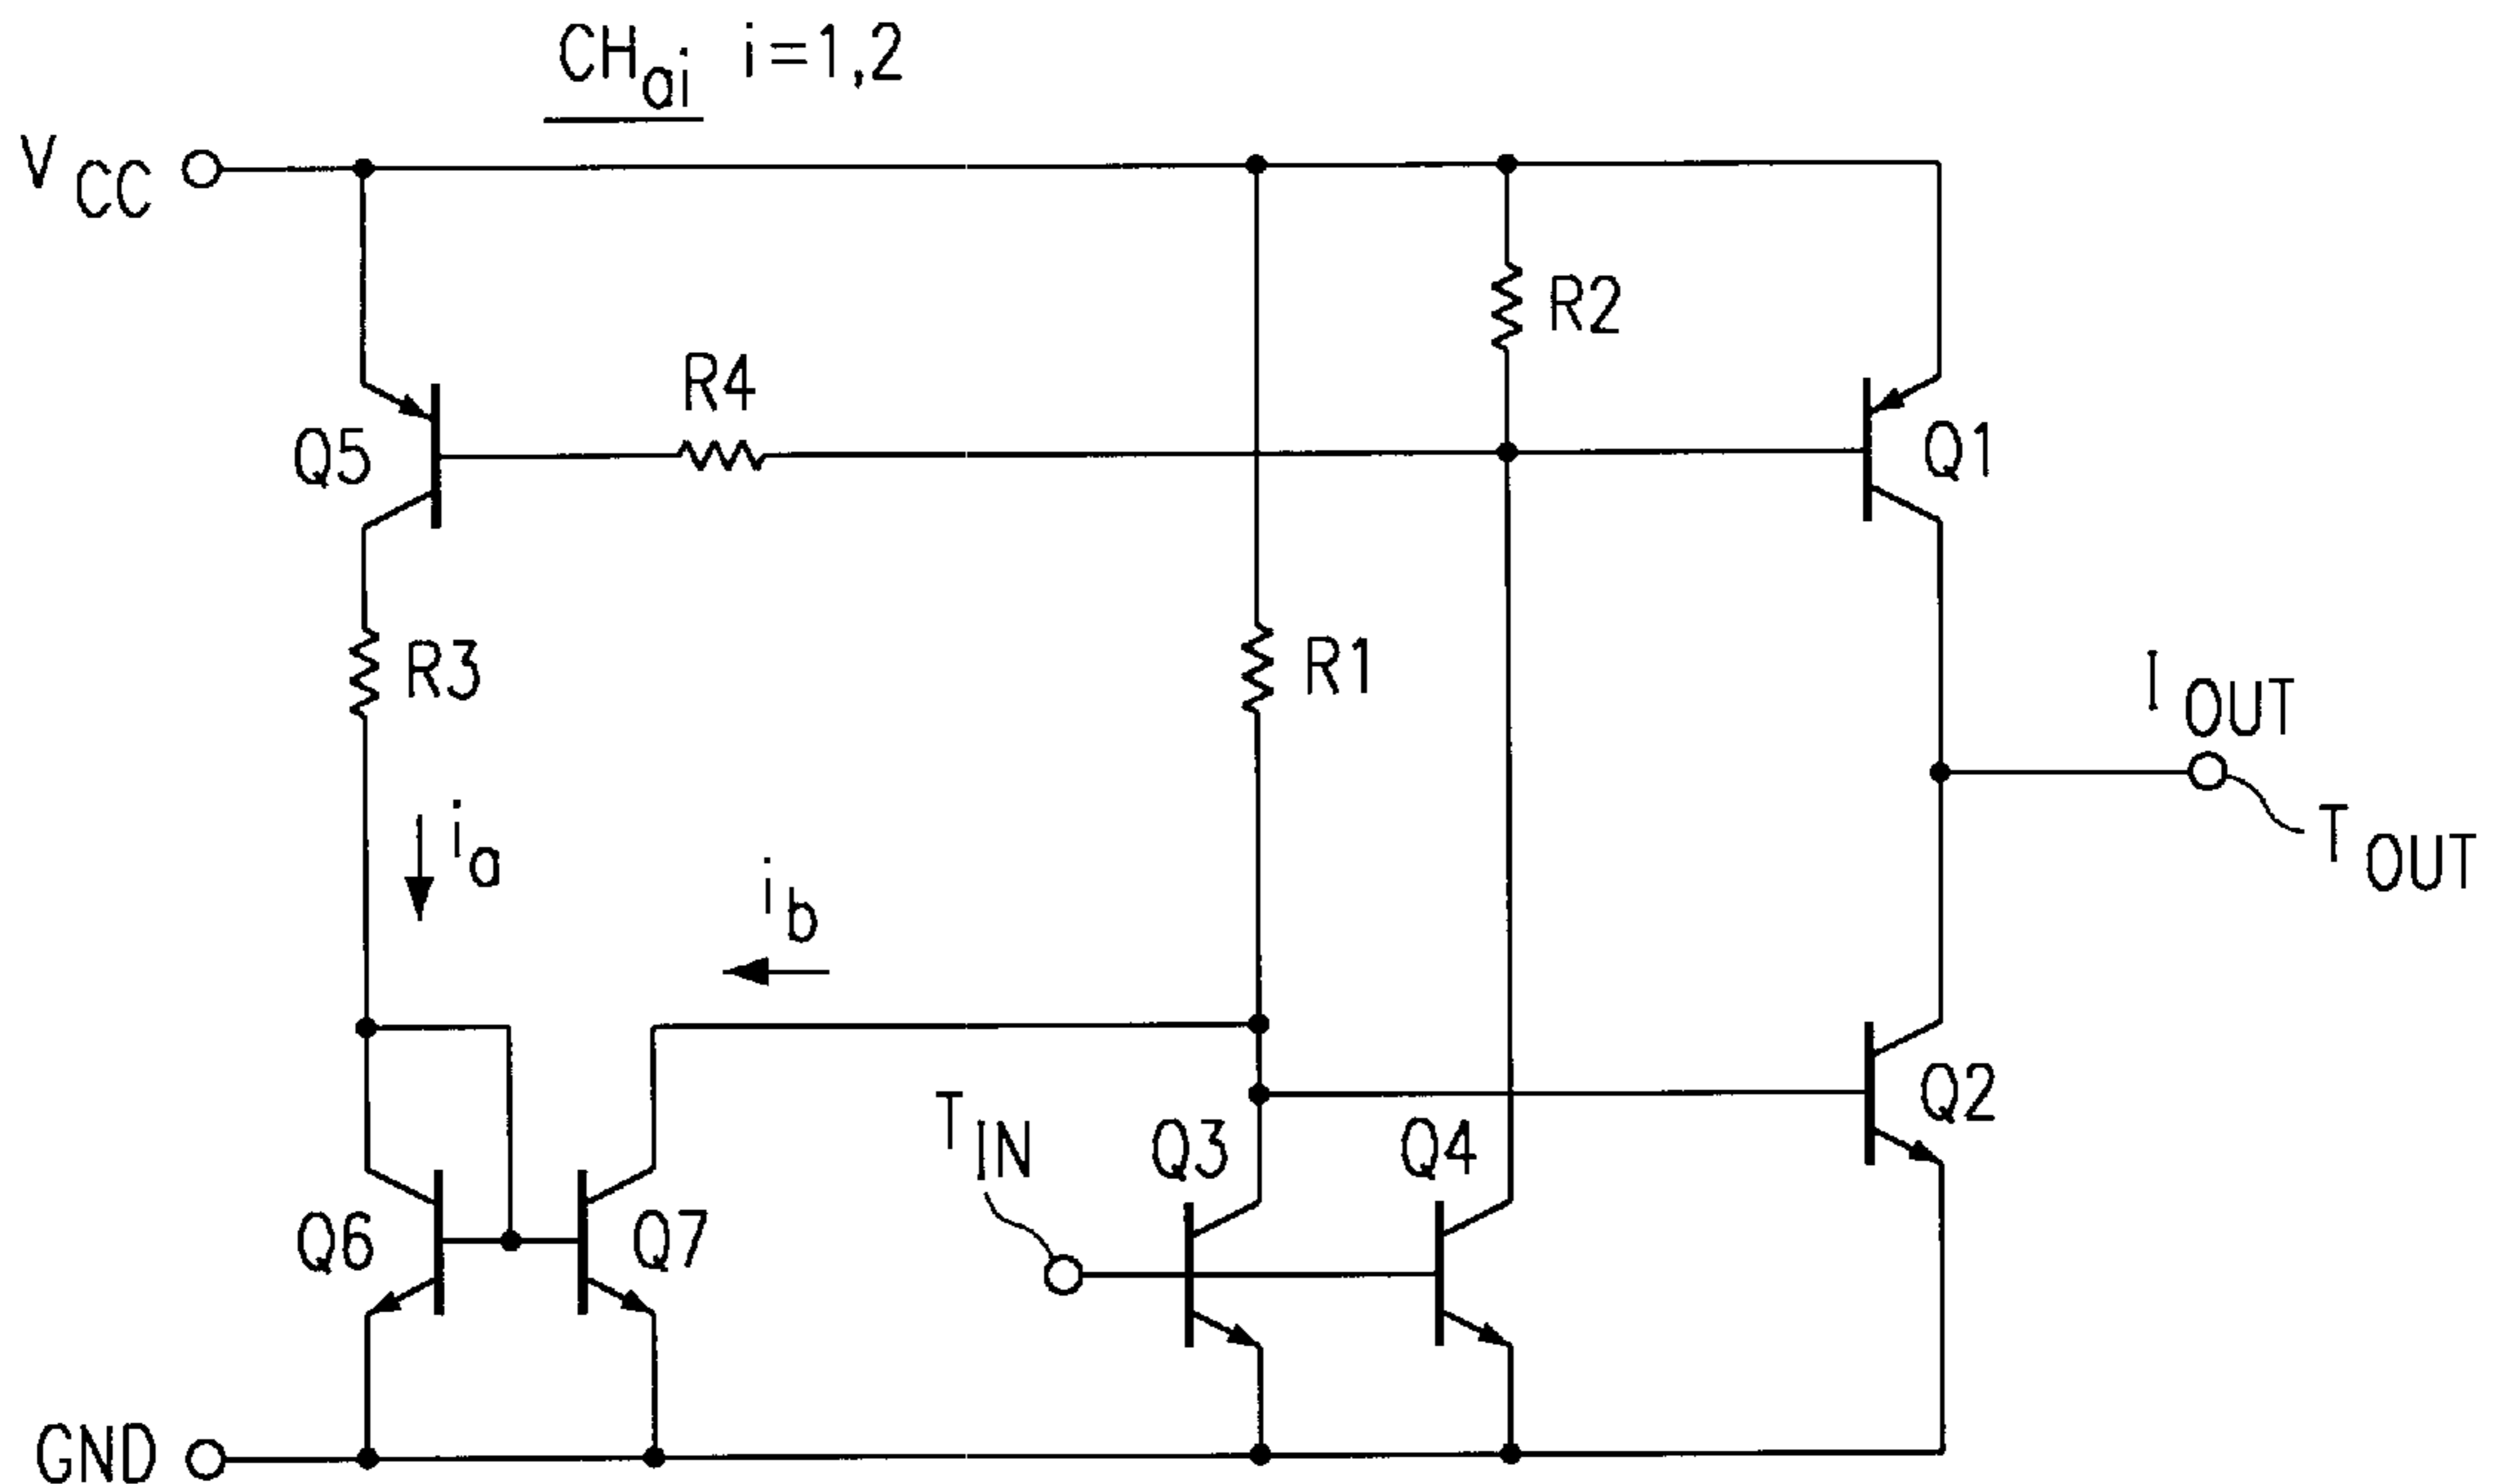 CHai i=1,2
VCC
R2
R4
Q5
Q1
R3
R1
IOUT
ia
TOUT
ib
TIN
Q3
Q4
Q2
Q6
Q7
GND